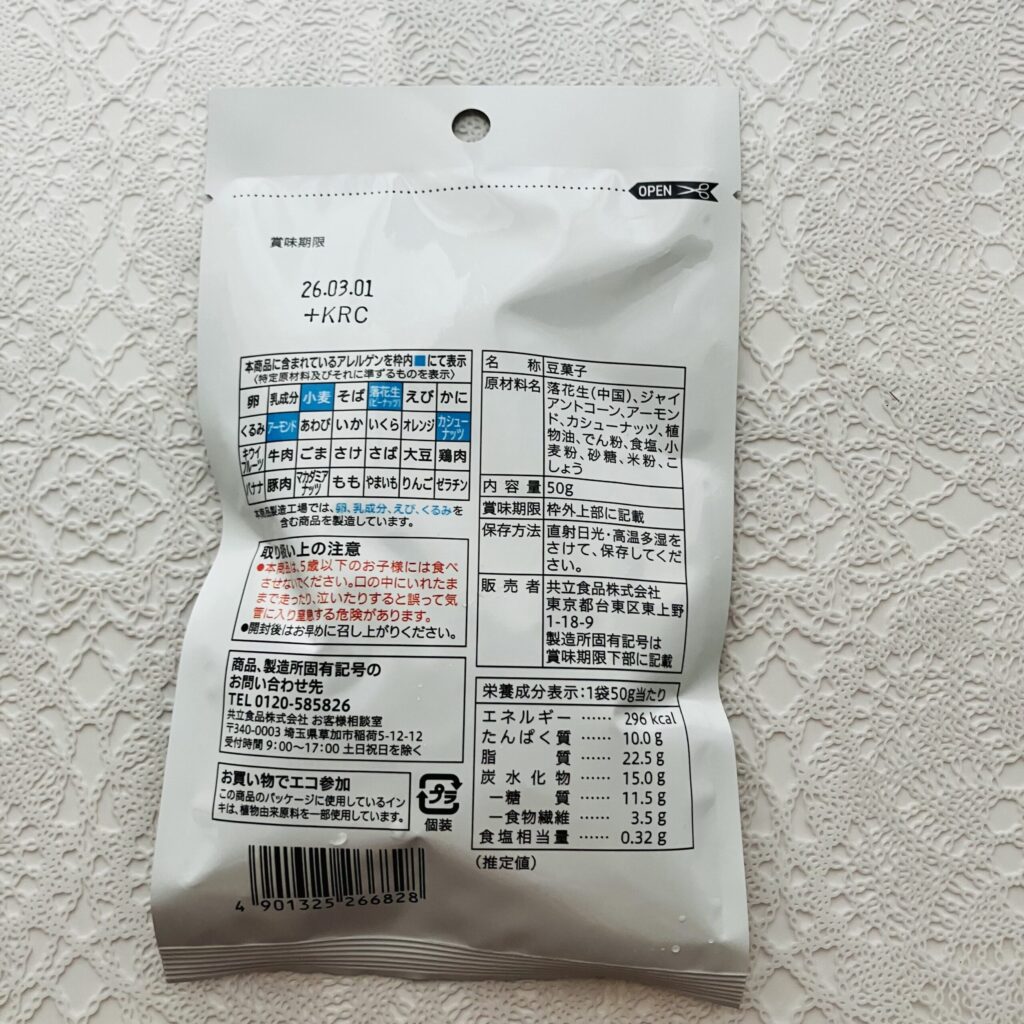 OPEN
賞味期限
26.03.01
+KRC
本商品に含まれているアレルゲンを枠内■にて表示
〈特定原材料及びそれに準ずるものを表示〉
卵 乳成分 小麦 そば 落花生(ピーナッツ) えび かに
くるみ アーモンド あわび いか いくら オレンジ カシューナッツ
キウイフルーツ 牛肉 ごま さけ さば 大豆 鶏肉
バナナ 豚肉 マカダミアナッツ もも やまいも りんご ゼラチン
本商品製造工場では、卵、乳成分、えび、くるみを
含む商品を製造しています。
取り扱い上の注意
●本商品は、5歳以下のお子様には食べ
させないでください。口の中にいれたま
まで走ったり、泣いたりすると誤って気
管に入り窒息する危険があります。
●開封後はお早めに召し上がりください。
商品、製造所固有記号の
お問い合わせ先
TEL 0120-585826
共立食品株式会社 お客様相談室
〒340-0003 埼玉県草加市稲荷5-12-12
受付時間 9:00〜17:00 土日祝日を除く
お買い物でエコ参加
この商品のパッケージに使用しているイン
キは、植物由来原料を一部使用しています。
プラ
個装
4 901325 266828
名称 豆菓子
原材料名 落花生(中国)、ジャイ
アントコーン、アーモン
ド、カシューナッツ、植
物油、でん粉、食塩、小
麦粉、砂糖、米粉、こ
しょう
内容量 50g
賞味期限 枠外上部に記載
保存方法 直射日光・高温多湿を
さけて、保存してくだ
さい。
販売者 共立食品株式会社
東京都台東区東上野
1-18-9
製造所固有記号は
賞味期限下部に記載
栄養成分表示:1袋50g当たり
エネルギー …… 296 kcal
たんぱく質 …… 10.0 g
脂質 …… 22.5 g
炭水化物 …… 15.0 g
ー糖質 …… 11.5 g
ー食物繊維 …… 3.5 g
食塩相当量 …… 0.32 g
(推定値)